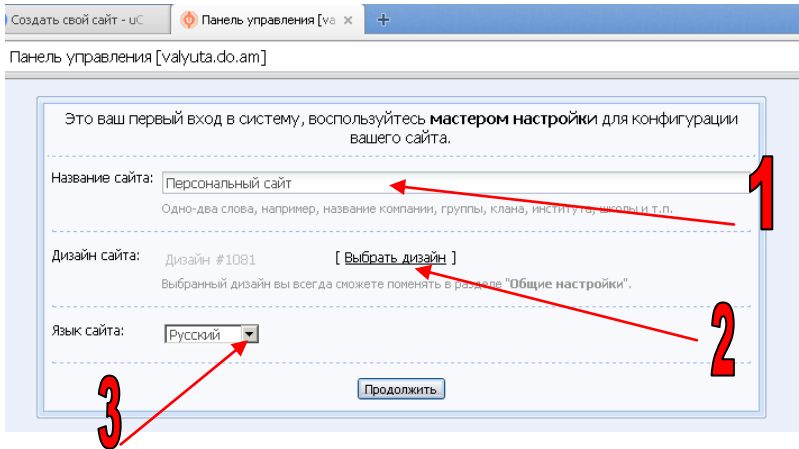 Создать свой сайт - uC
Панель управления [va
Панель управления [valyuta.do.am]
Это ваш первый вход в систему, воспользуйтесь мастером настройки для конфигурации
вашего сайта.
Название сайта: Персональный сайт
Одно-два слова, например, название компании, группы, клана, института, школы и т.п.
1
Дизайн сайта: Дизайн #1081 [ Выбрать дизайн ]
Выбранный дизайн вы всегда сможете поменять в разделе "Общие настройки".
2
Язык сайта: Русский
3
Продолжить